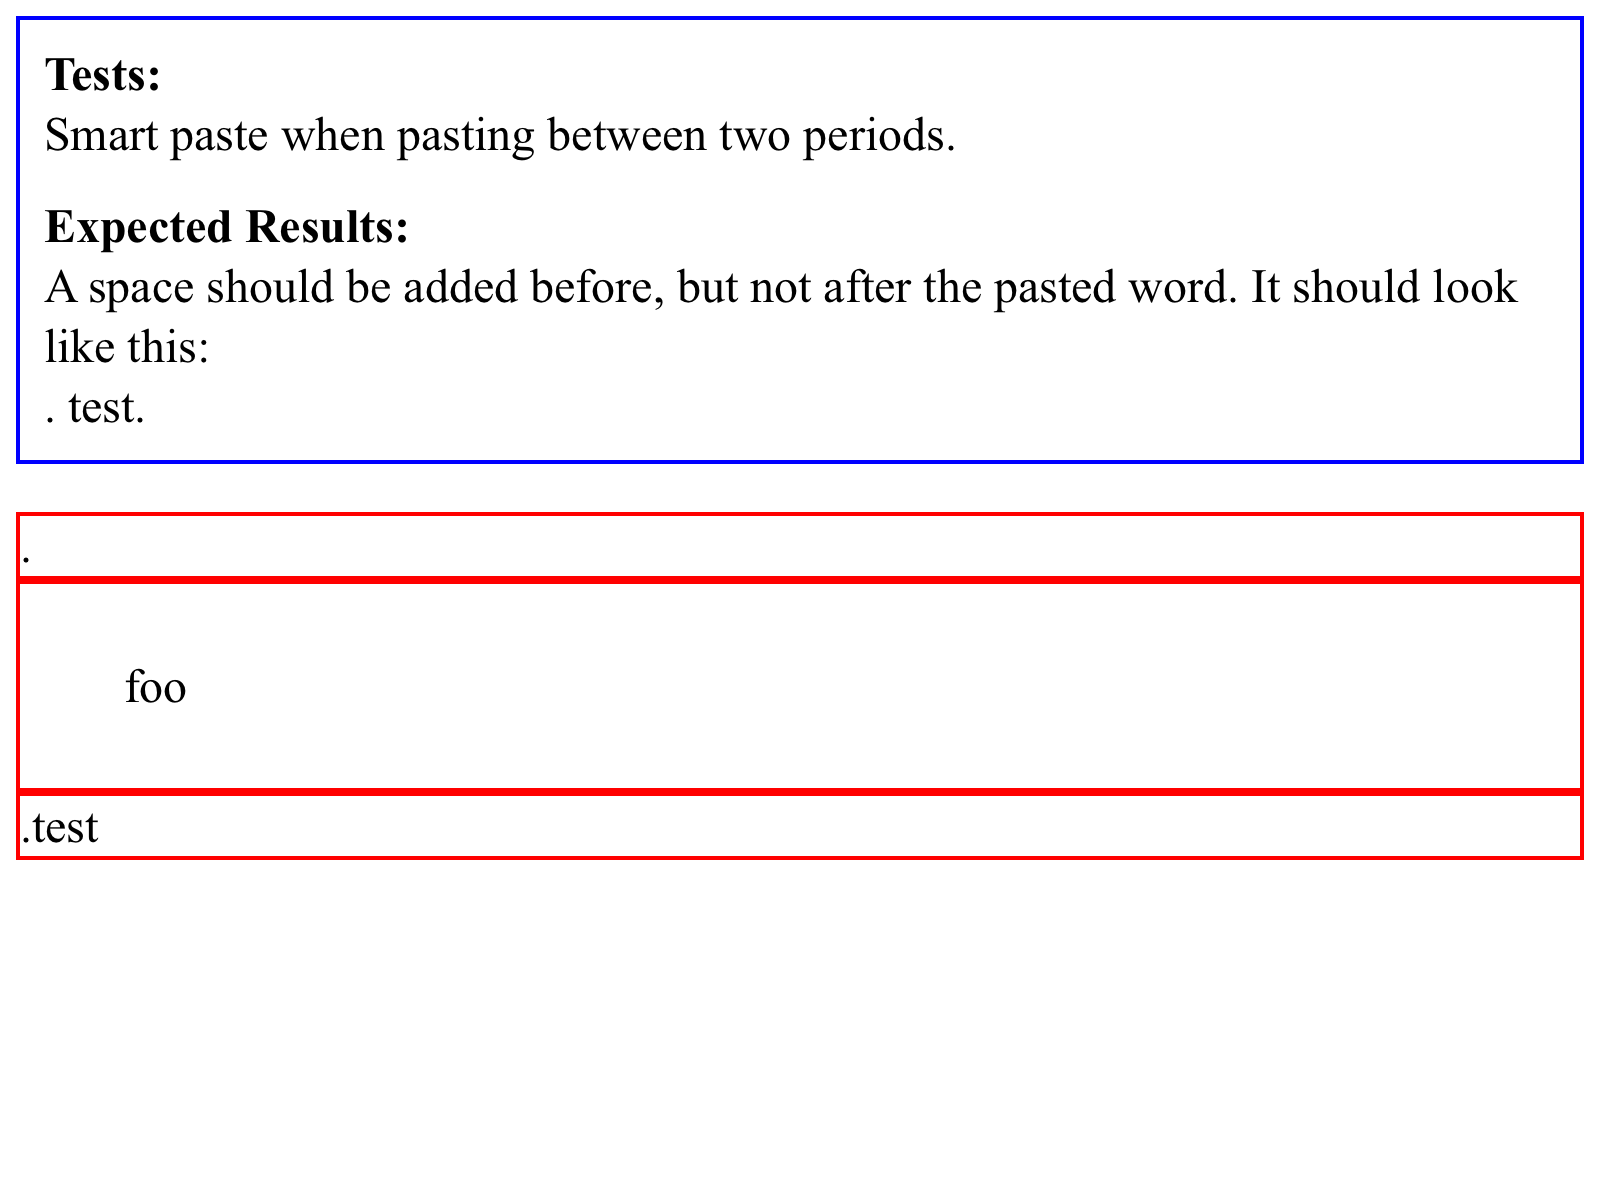 Tests:
Smart paste when pasting between two periods.
Expected Results:
A space should be added before, but not after the pasted word. It should look
like this:
. test.
.
foo
.test